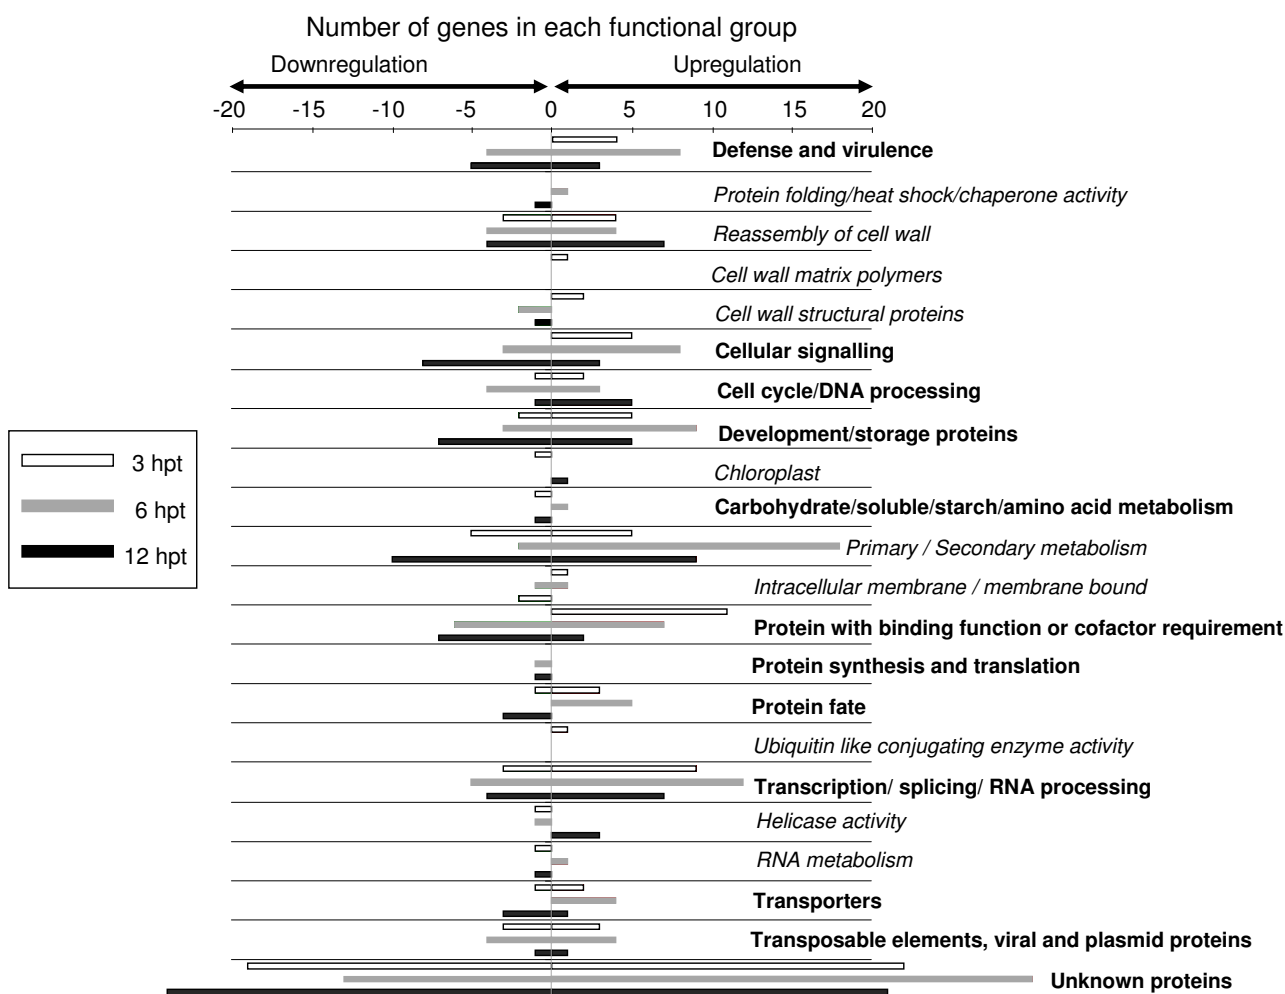 Number of genes in each functional group
Downregulation Upregulation
-20 -15 -10 -5 0 5 10 15 20
Defense and virulence
Protein folding/heat shock/chaperone activity
Reassembly of cell wall
Cell wall matrix polymers
Cell wall structural proteins
Cellular signalling
Cell cycle/DNA processing
Development/storage proteins
Chloroplast
Carbohydrate/soluble/starch/amino acid metabolism
Primary / Secondary metabolism
Intracellular membrane / membrane bound
Protein with binding function or cofactor requirement
Protein synthesis and translation
Protein fate
Ubiquitin like conjugating enzyme activity
Transcription/ splicing/ RNA processing
Helicase activity
RNA metabolism
Transporters
Transposable elements, viral and plasmid proteins
Unknown proteins
3 hpt
6 hpt
12 hpt